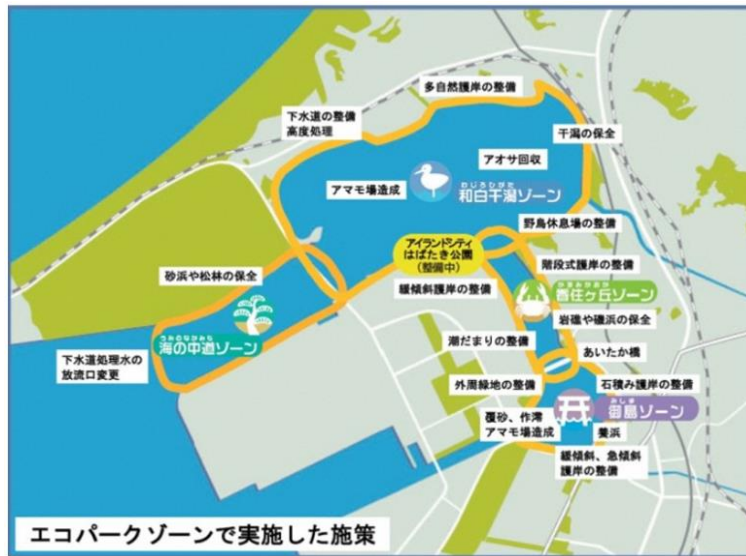 多自然護岸の整備
下水道の整備
高度処理
干潟の保全
アオサ回収
アマモ場造成
わじろひがた
和白干潟ゾーン
野鳥休息場の整備
アイランドシティ
はばたき公園
(整備中)
階段式護岸の整備
砂浜や松林の保全
緩傾斜護岸の整備
かすみがおか
香住ヶ丘ゾーン
岩礁や磯浜の保全
うみのなかみち
海の中道ゾーン
潮だまりの整備
あいたか橋
下水道処理水の
放流口変更
外周緑地の整備
石積み護岸の整備
みしま
御島ゾーン
覆砂、作澪
アマモ場造成
養浜
緩傾斜、急傾斜
護岸の整備
エコパークゾーンで実施した施策